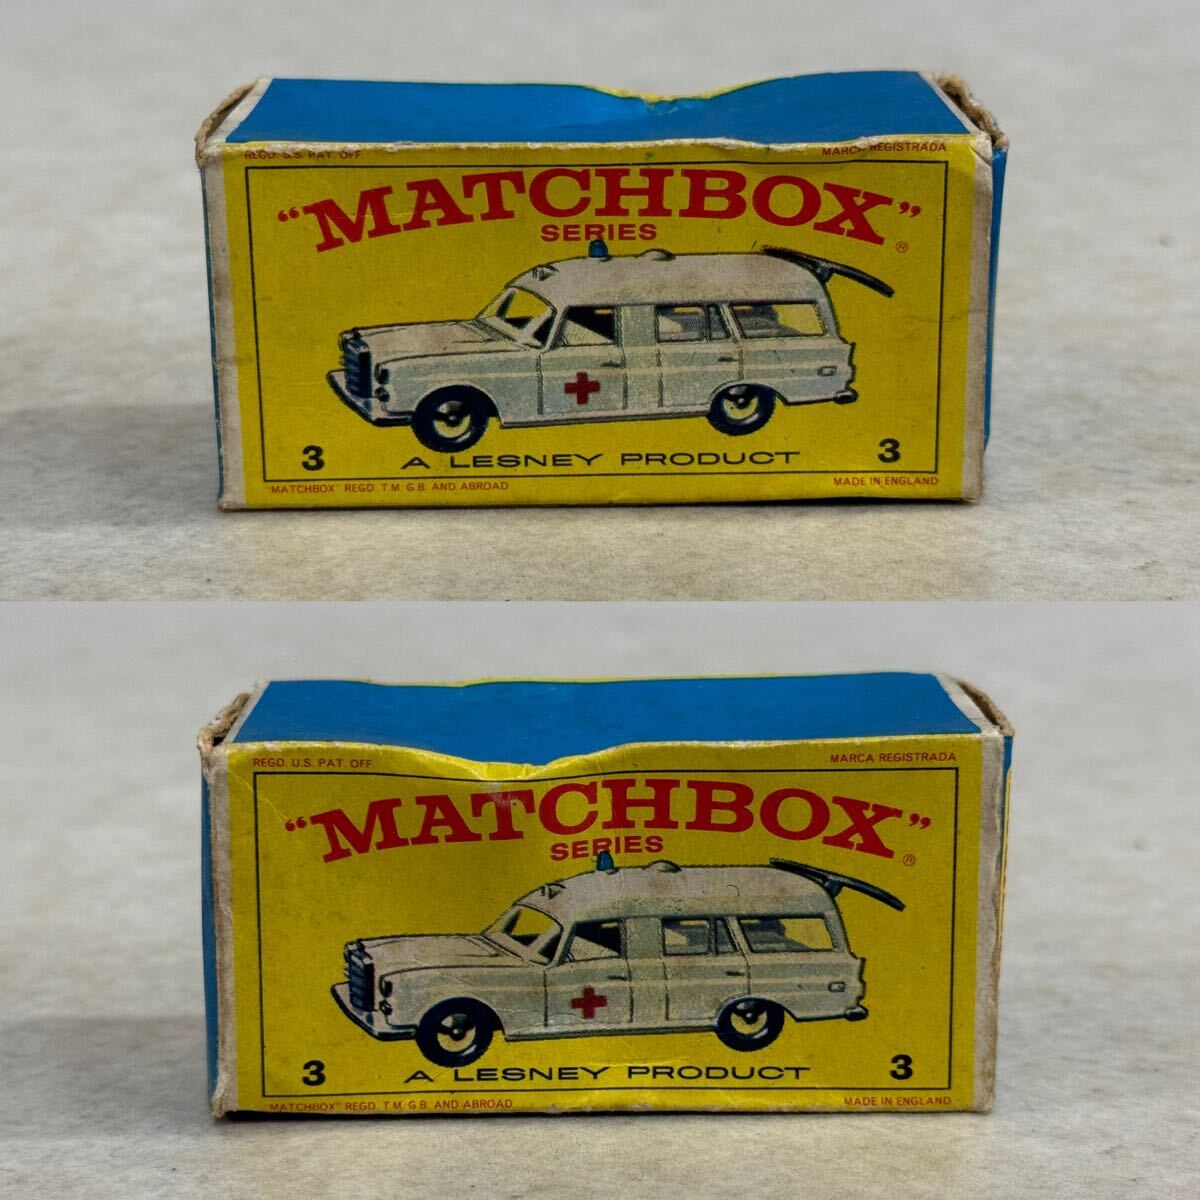 REGD. U.S. PAT. OFF.
MARCA REGISTRADA
"MATCHBOX"®
SERIES
3
A LESNEY PRODUCT
3
"MATCHBOX" REGD. T.M. G.B. AND ABROAD
MADE IN ENGLAND
REGD. U.S. PAT. OFF.
MARCA REGISTRADA
"MATCHBOX"®
SERIES
3
A LESNEY PRODUCT
3
"MATCHBOX" REGD. T.M. G.B. AND ABROAD
MADE IN ENGLAND